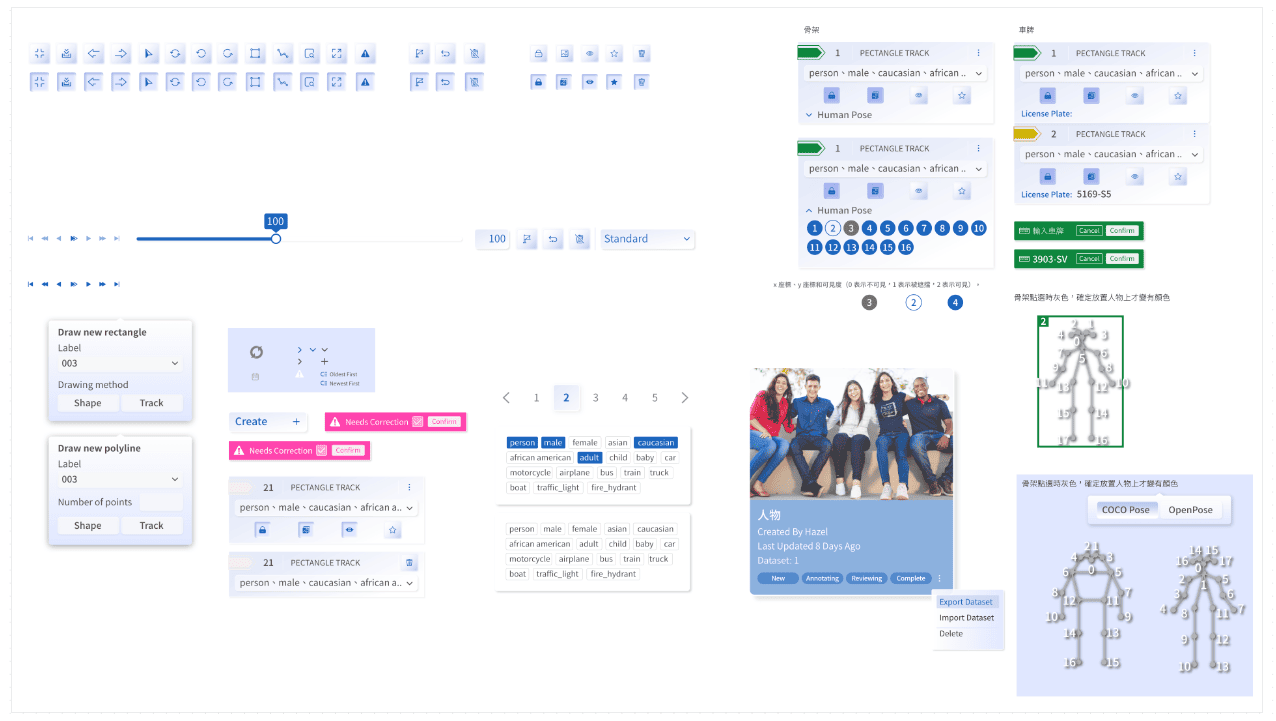 骨架
1 PECTANGLE TRACK
person、male、caucasian、african ..
Human Pose
1 PECTANGLE TRACK
person、male、caucasian、african ..
Human Pose
1 2 3 4 5 6 7 8 9 10
11 12 13 14 15 16
x 座標，y 座標和可見度（0 表示不可見，1 表示被遮擋，2 表示可見）。
3 2 4
車牌
1 PECTANGLE TRACK
person、male、caucasian、african ..
License Plate:
2 PECTANGLE TRACK
person、male、caucasian、african ..
License Plate: 5169-S5
輸入車牌 Cancel Confirm
3903-SV Cancel Confirm
骨架點選時灰色，確定放置人物上才變有顏色
2
2 1
4 3
0
7 6
5
9 8
11 13 12 10
15 14
17 16
100
100 Standard
Draw new rectangle
Label
003
Drawing method
Shape Track
Draw new polyline
Label
003
Number of points
Shape Track
Oldest First
Newest First
Create +
Needs Correction Confirm
Needs Correction Confirm
21 PECTANGLE TRACK
person、male、caucasian、african a..
21 PECTANGLE TRACK
person、male、caucasian、african a..
1 2 3 4 5
person male female asian caucasian
african american adult child baby car
motorcycle airplane bus train truck
boat traffic_light fire_hydrant
person male female asian caucasian
african american adult child baby car
motorcycle airplane bus train truck
boat traffic_light fire_hydrant
人物
Created By Hazel
Last Updated 8 Days Ago
Dataset: 1
New Annotating Reviewing Complete
Export Dataset
Import Dataset
Delete
骨架點選時灰色，確定放置人物上才變有顏色
COCO Pose OpenPose
2 1
4 3
0
6 5
8 7
12 11
10 9
14 13
16 15
14 15
16 17
0
2 5
1
3 6
4 8 11 7
9 12
10 13